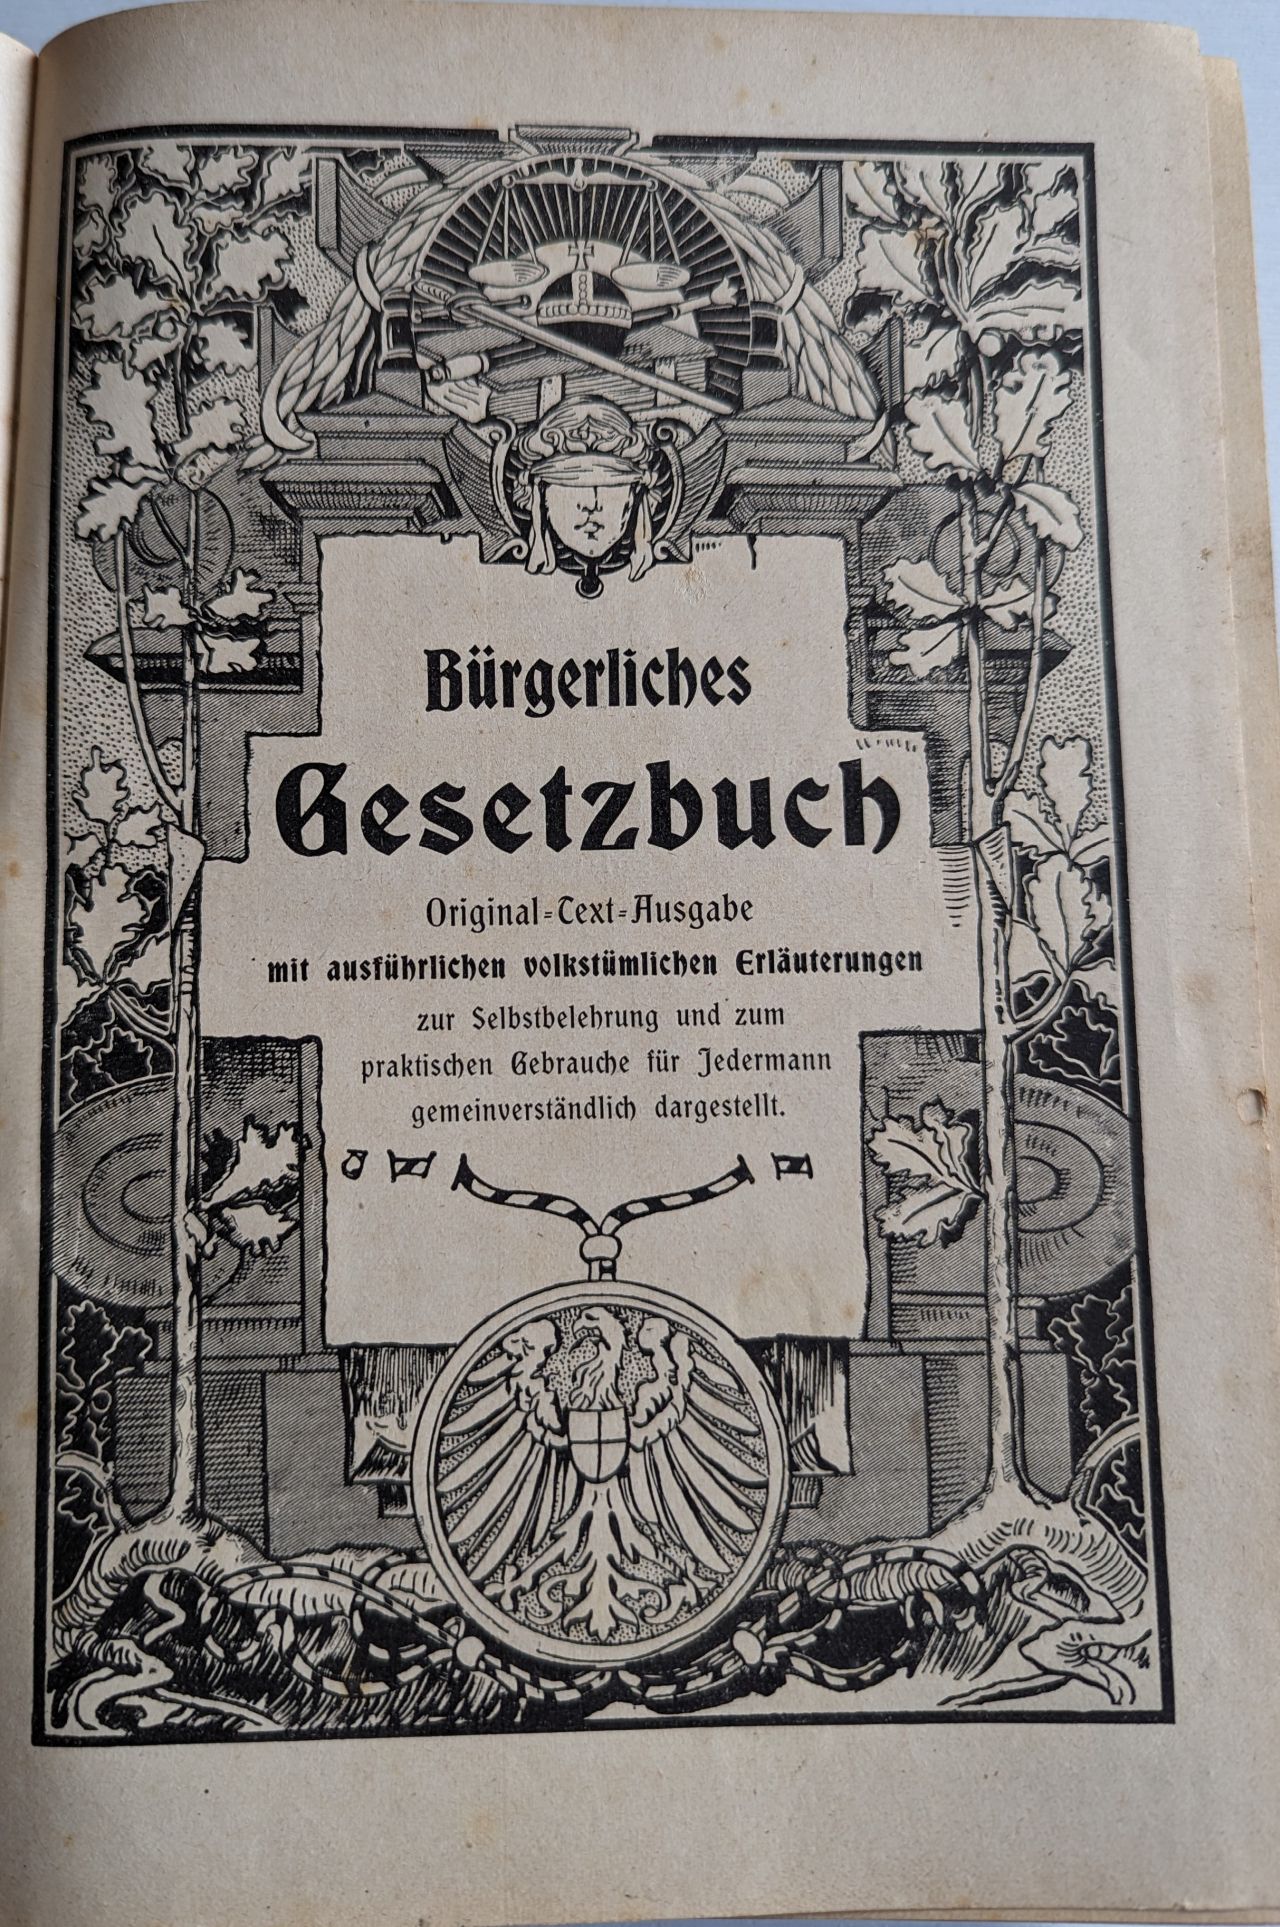 Bürgerliches
Gesetzbuch
Original-Text-Ausgabe
mit ausführlichen volkstümlichen Erläuterungen
zur Selbstbelehrung und zum
praktischen Gebrauche für Jedermann
gemeinverständlich dargestellt.